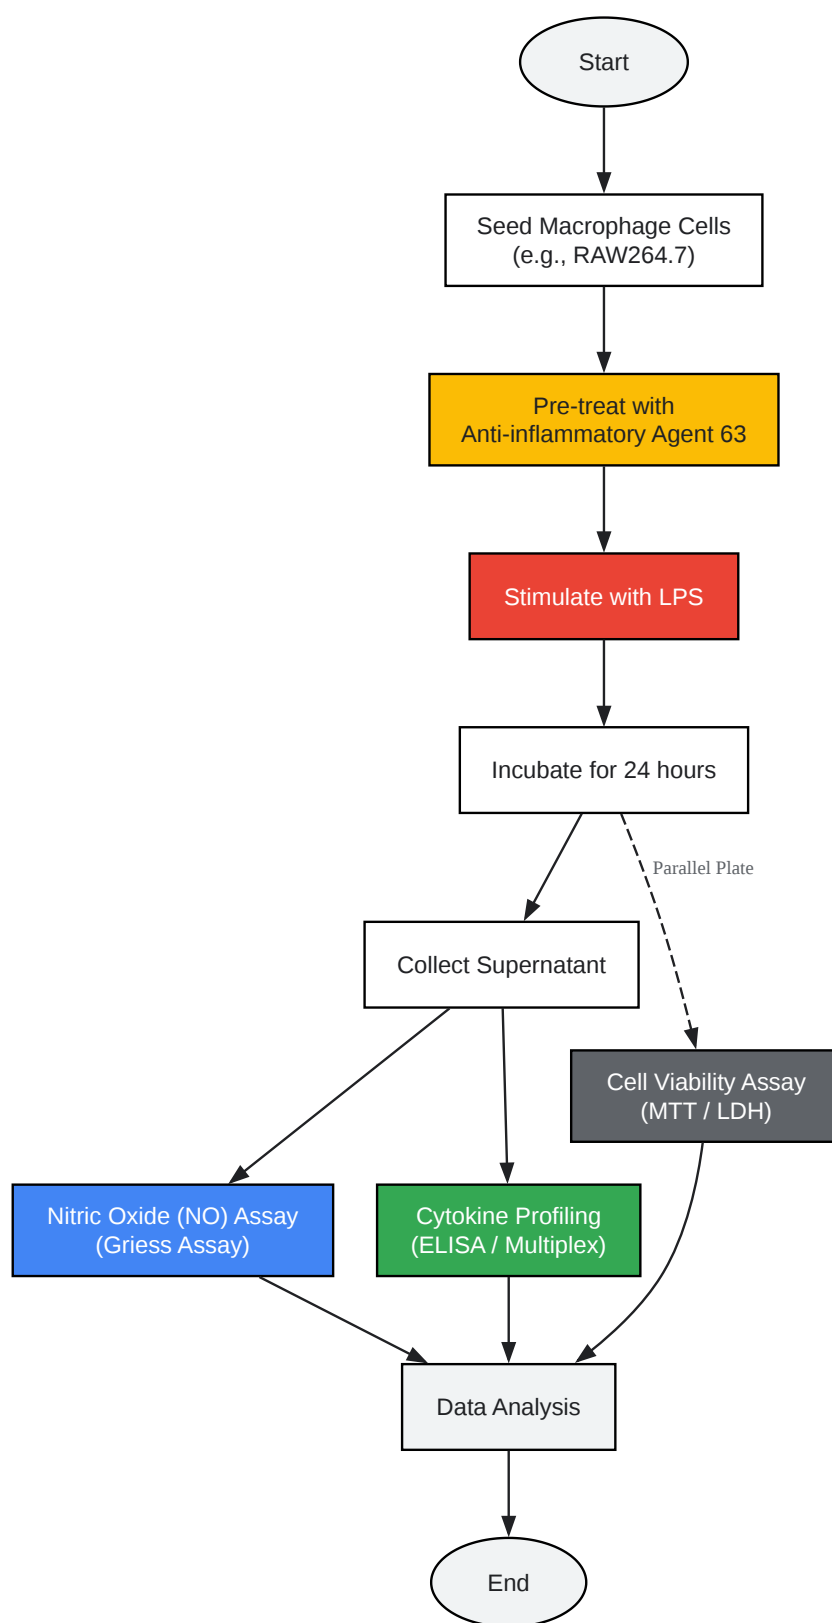 Start
Seed Macrophage Cells
(e.g., RAW264.7)
Pre-treat with
Anti-inflammatory Agent 63
Stimulate with LPS
Incubate for 24 hours
Parallel Plate
Collect Supernatant
Cell Viability Assay
(MTT / LDH)
Nitric Oxide (NO) Assay
(Griess Assay)
Cytokine Profiling
(ELISA / Multiplex)
Data Analysis
End